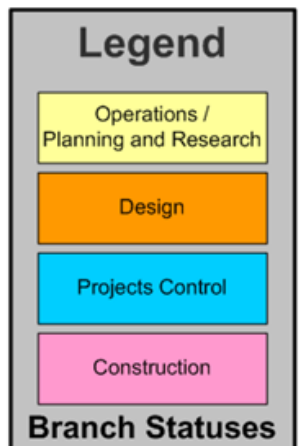 Legend
Operations /
Planning and Research
Design
Projects Control
Construction
Branch Statuses